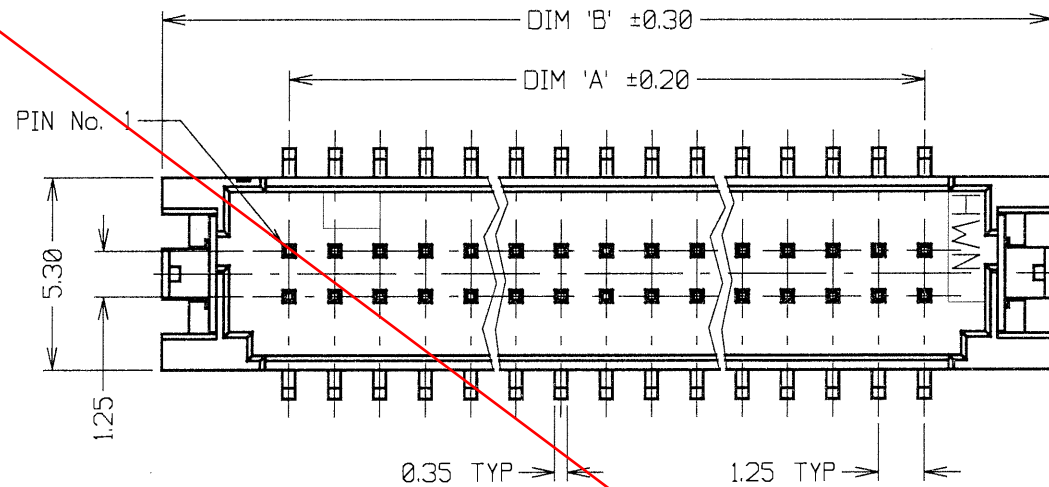 DIM 'B' ±0.30
DIM 'A' ±0.20
PIN No. 1
HWN
5.30
1.25
0.35 TYP
1.25 TYP